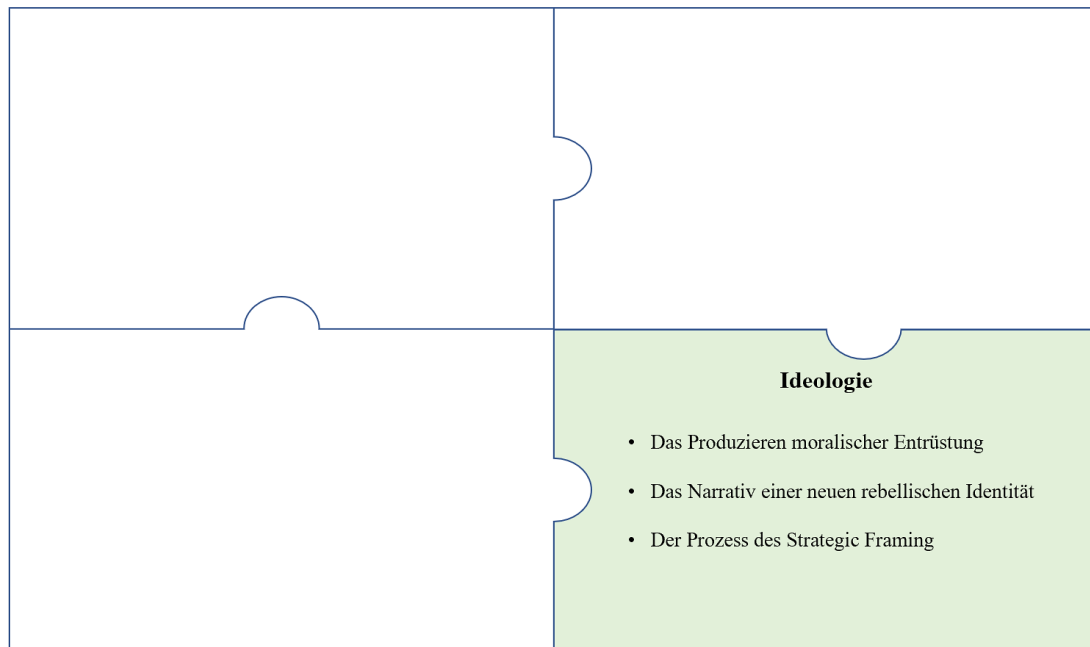 Ideologie
• Das Produzieren moralischer Entrüstung
• Das Narrativ einer neuen rebellischen Identität
• Der Prozess des Strategic Framing